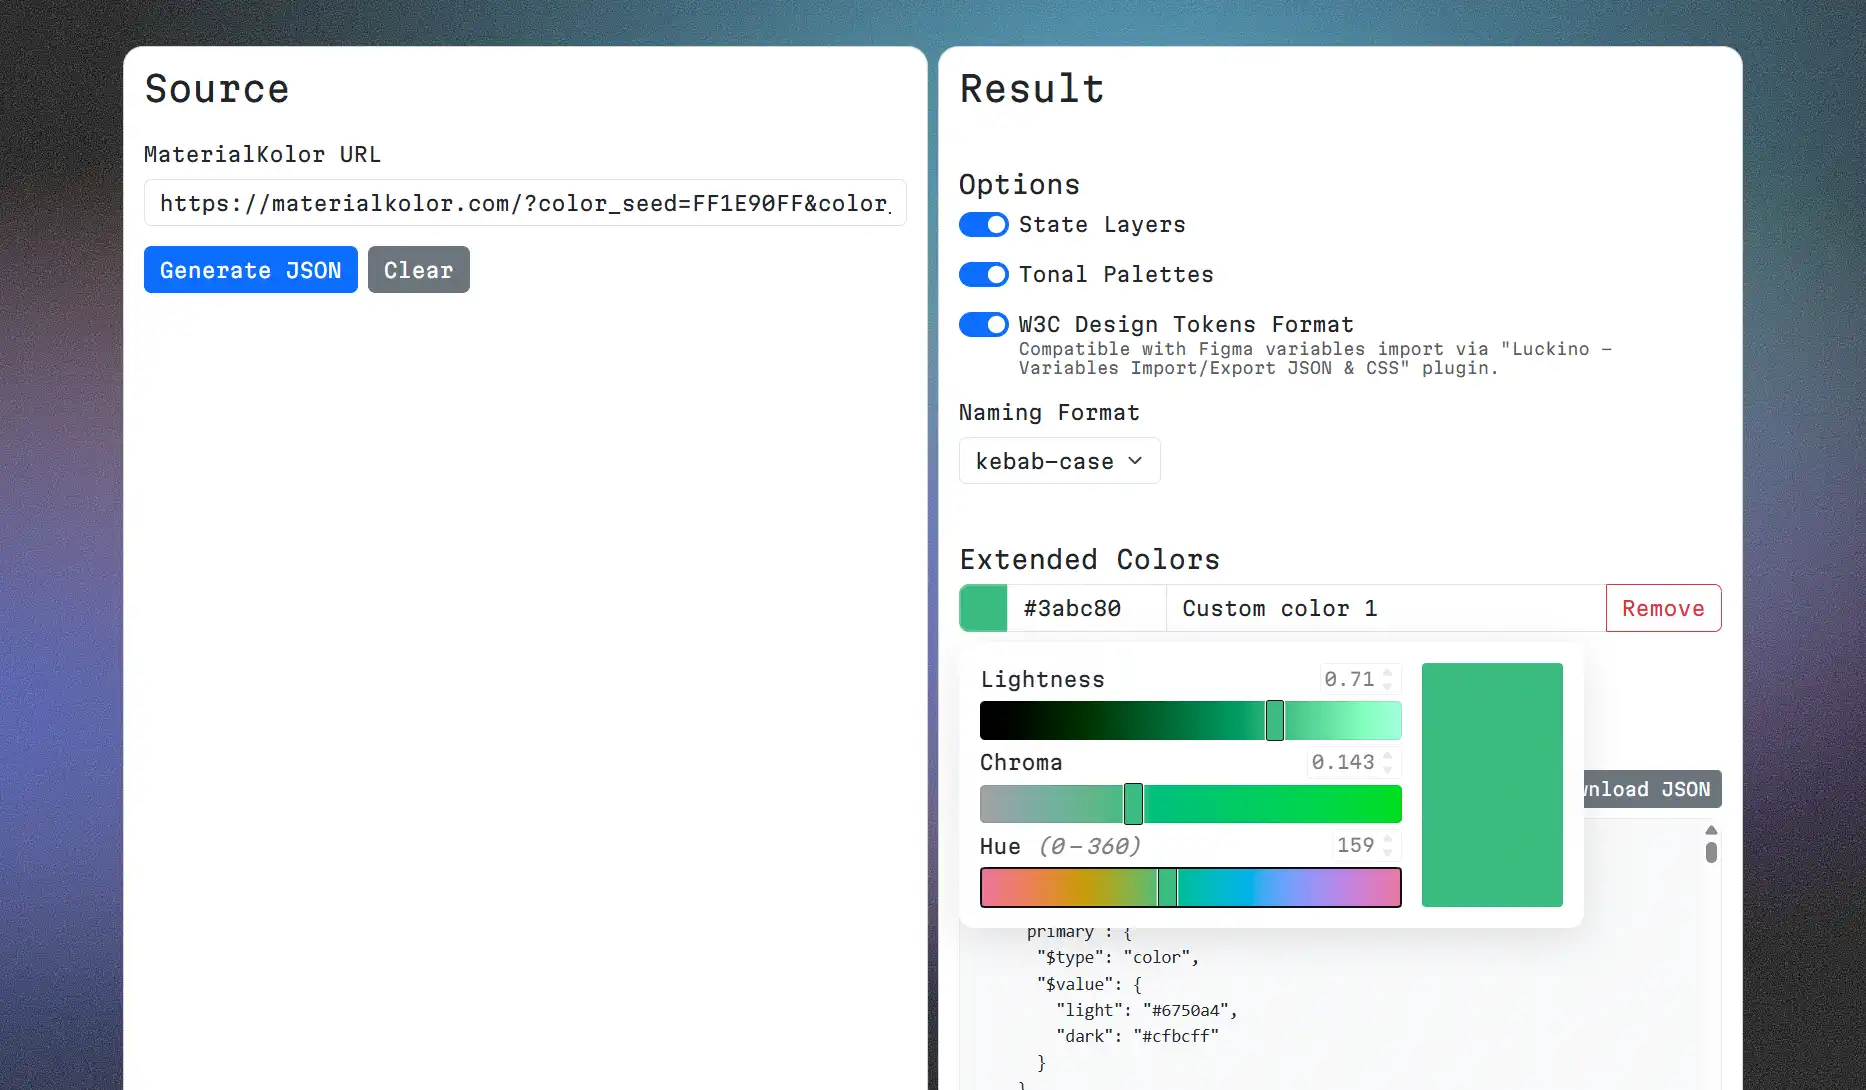 Source
MaterialKolor URL
https://materialkolor.com/?color_seed=FF1E90FF&color_
Generate JSON
Clear
Result
Options
State Layers
Tonal Palettes
W3C Design Tokens Format
Compatible with Figma variables import via "Luckino –
Variables Import/Export JSON & CSS" plugin.
Naming Format
kebab-case
Extended Colors
#3abc80
Custom color 1
Remove
Lightness
0.71
Chroma
0.143
Hue (0–360)
159
wnload JSON
primary": {
"$type": "color",
"$value": {
"light": "#6750a4",
"dark": "#cfbcff"
}
}